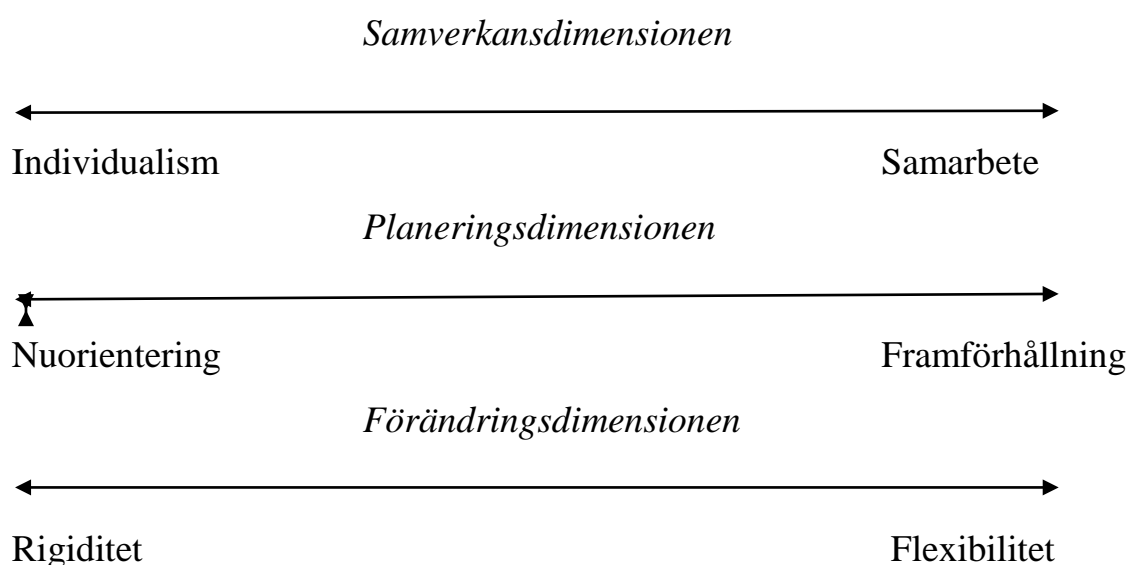 Samverkansdimensionen
Individualism Samarbete
Planeringsdimensionen
Nuorientering Framförhållning
Förändringsdimensionen
Rigiditet Flexibilitet